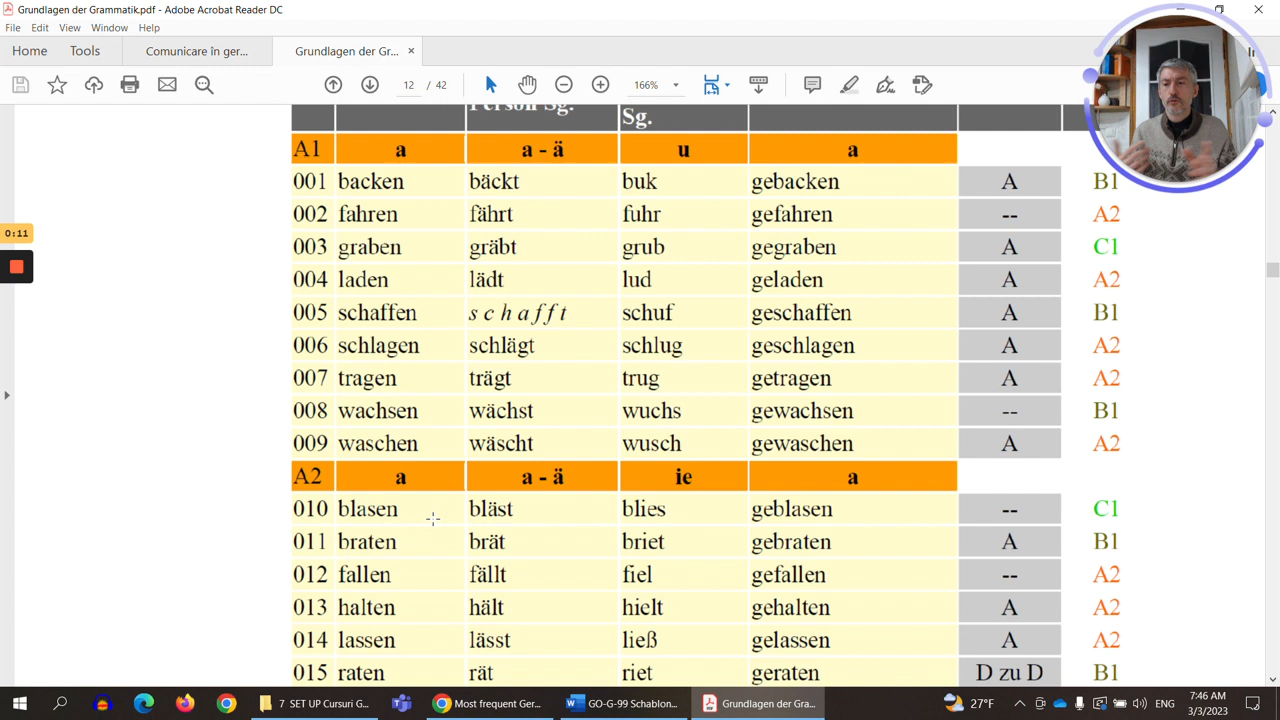 Grundlagen der Grammatik.pdf - Adobe Acrobat Reader DC
File Edit View Window Help
Home Tools Comunicare în ger... Grundlagen der Gr... ×
12 / 42 166%
Person Sg. Sg.
A1 a a - ä u a
001 backen bäckt buk gebacken A B1
002 fahren fährt fuhr gefahren -- A2
003 graben gräbt grub gegraben A C1
0:11
004 laden lädt lud geladen A A2
005 schaffen schafft schuf geschaffen A B1
006 schlagen schlägt schlug geschlagen A A2
007 tragen trägt trug getragen A A2
008 wachsen wächst wuchs gewachsen -- B1
009 waschen wäscht wusch gewaschen A A2
A2 a a - ä ie a
010 blasen bläst blies geblasen -- C1
011 braten brät briet gebraten A B1
012 fallen fällt fiel gefallen -- A2
013 halten hält hielt gehalten A A2
014 lassen lässt ließ gelassen A A2
015 raten rät riet geraten D zu D B1
7 SET UP Cursuri G... Most frequent Ger... GO-G-99 Schablon... Grundlagen der Gra... 27°F ENG 7:46 AM
3/3/2023